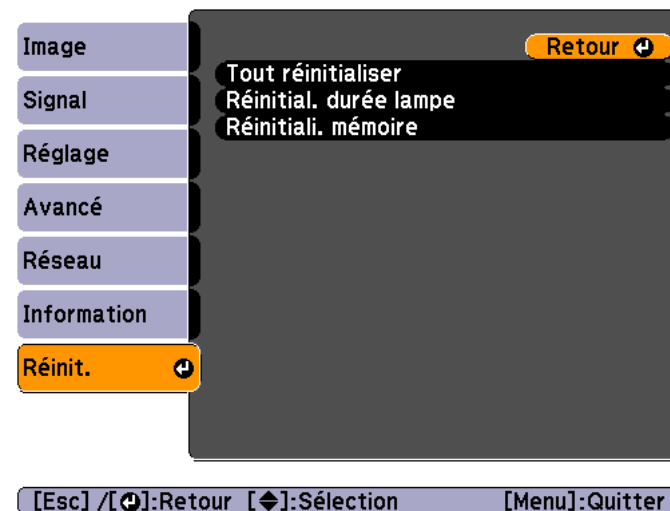 Image
Signal
Réglage
Avancé
Réseau
Information
Réinit.
Retour
Tout réinitialiser
Réinitial. durée lampe
Réinitiali. mémoire
[Esc] /[⏎]:Retour [◆]:Sélection [Menu]:Quitter